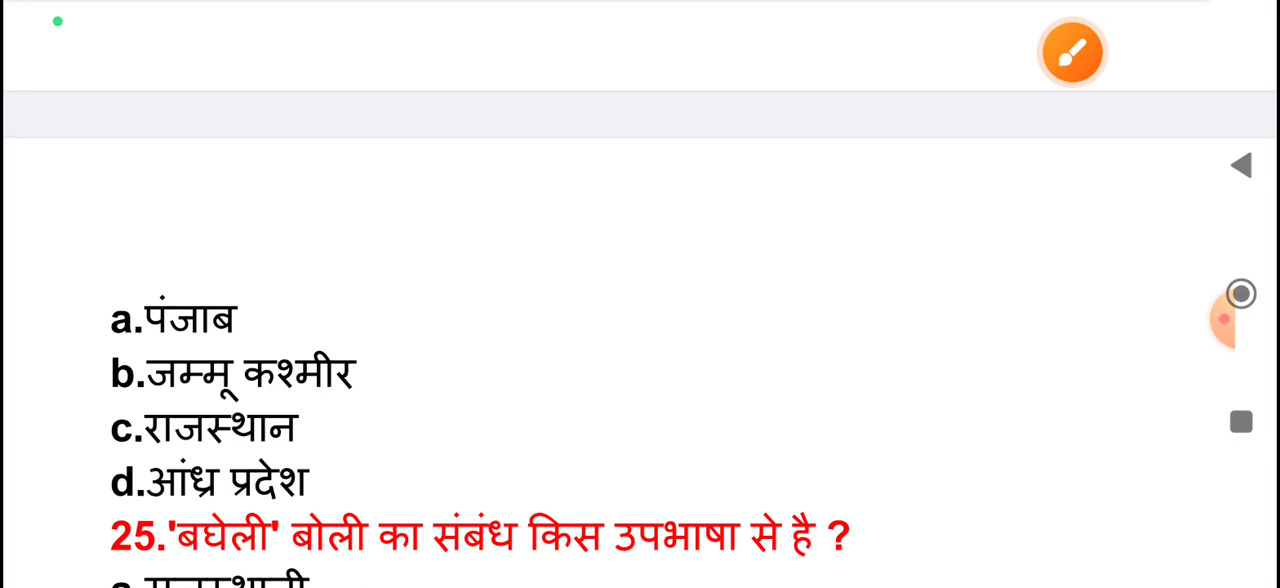 a.पंजाब
b.जम्मू कश्मीर
c.राजस्थान
d.आंध्र प्रदेश
25.'बघेली' बोली का संबंध किस उपभाषा से है ?